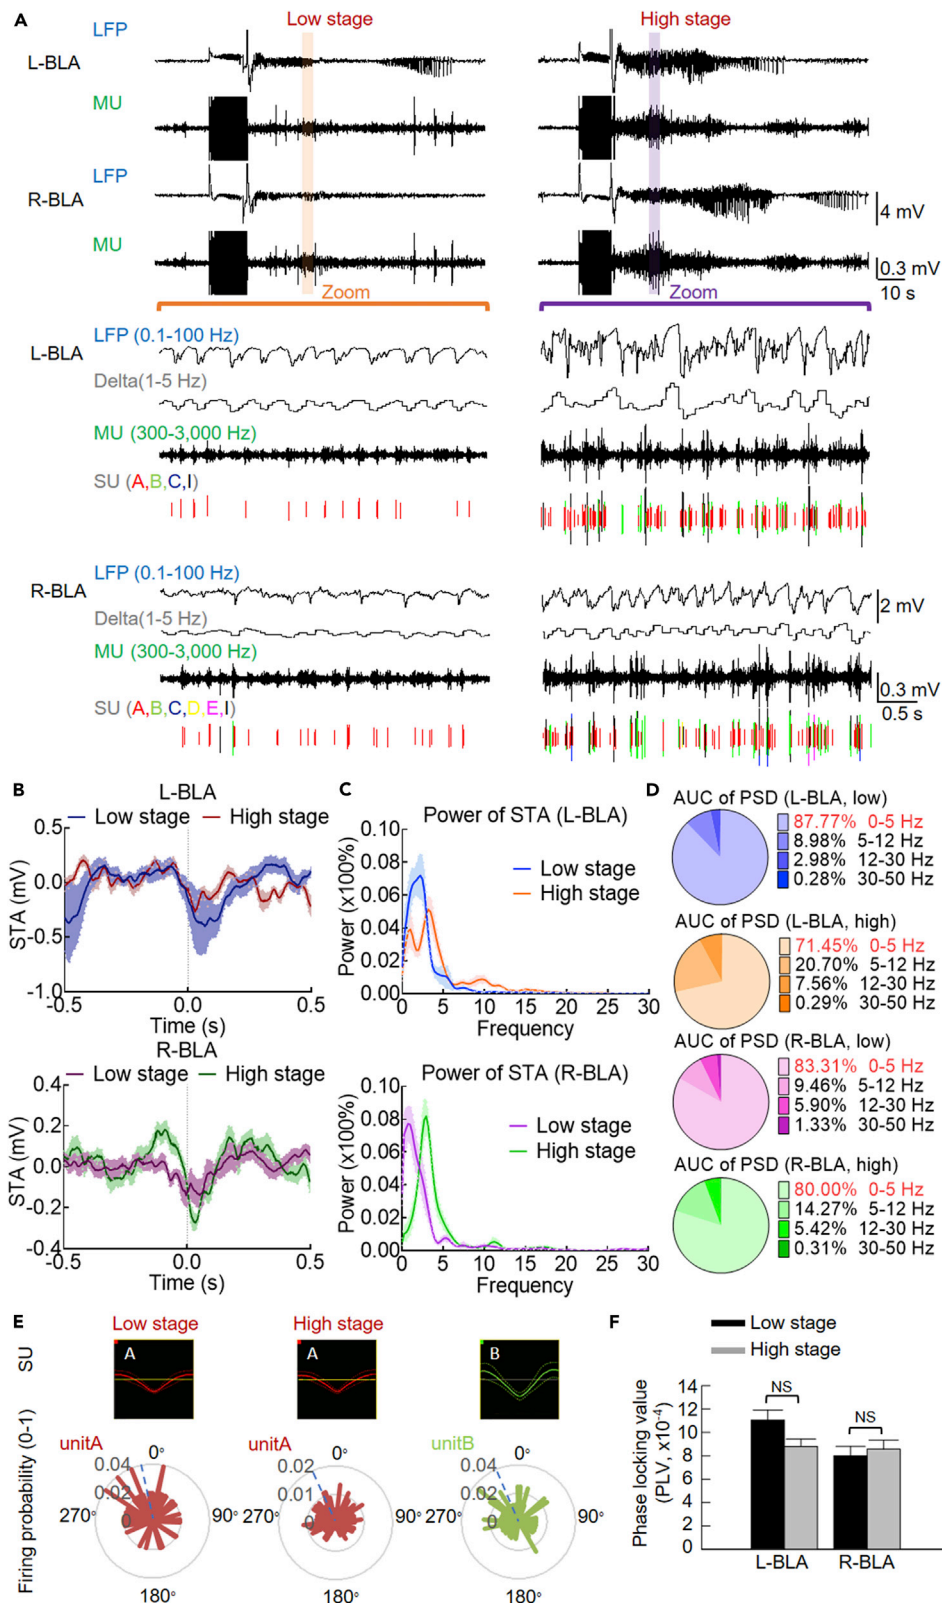 A
Low stage
High stage
LFP
L-BLA
MU
LFP
R-BLA
4 mV
MU
0.3 mV
10 s
Zoom
Zoom
LFP (0.1-100 Hz)
L-BLA
Delta(1-5 Hz)
MU (300-3,000 Hz)
SU (A,B,C,I)
LFP (0.1-100 Hz)
R-BLA
2 mV
Delta(1-5 Hz)
MU (300-3,000 Hz)
0.3 mV
0.5 s
SU (A,B,C,D,E,I)
B
L-BLA
Low stage
High stage
STA (mV)
0.5
0.0
-0.5
-1.0
-0.5
0.0
0.5
Time (s)
R-BLA
Low stage
High stage
STA (mV)
0.4
0.2
0.0
-0.2
-0.4
-0.5
0.0
0.5
Time (s)
C
Power of STA (L-BLA)
Low stage
High stage
Power (x100%)
0.10
0.08
0.06
0.04
0.02
0.00
0 5 10 15 20 25 30
Frequency
Power of STA (R-BLA)
Low stage
High stage
Power (x100%)
0.10
0.08
0.06
0.04
0.02
0.00
0 5 10 15 20 25 30
Frequency
D
AUC of PSD (L-BLA, low)
87.77% 0-5 Hz
8.98% 5-12 Hz
2.98% 12-30 Hz
0.28% 30-50 Hz
AUC of PSD (L-BLA, high)
71.45% 0-5 Hz
20.70% 5-12 Hz
7.56% 12-30 Hz
0.29% 30-50 Hz
AUC of PSD (R-BLA, low)
83.31% 0-5 Hz
9.46% 5-12 Hz
5.90% 12-30 Hz
1.33% 30-50 Hz
AUC of PSD (R-BLA, high)
80.00% 0-5 Hz
14.27% 5-12 Hz
5.42% 12-30 Hz
0.31% 30-50 Hz
E
Low stage
High stage
SU
A
A
B
Firing probability (0-1)
unitA
0°
0.04
0.02
0
270°
90°
180°
unitA
0°
0.02
0.01
0
270°
90°
180°
unitB
0°
0.04
0.02
0
270°
90°
180°
F
Low stage
High stage
Phase locking value
(PLV, x10-4)
14
12
10
8
6
4
2
0
NS
NS
L-BLA
R-BLA